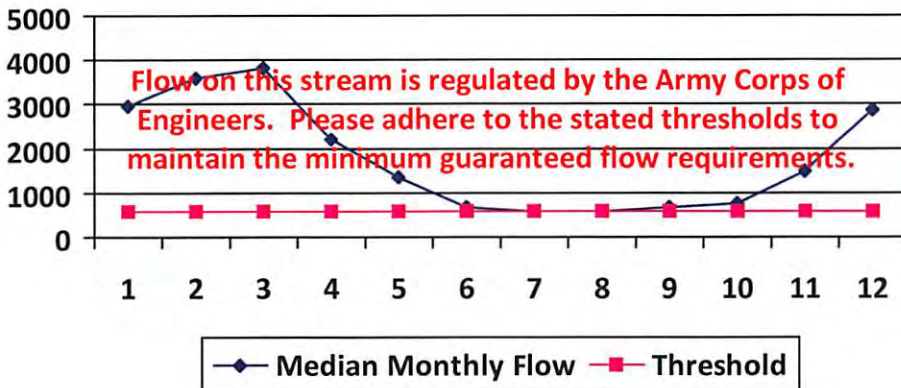 5000
4000
3000
2000
1000
0
Flow on this stream is regulated by the Army Corps of
Engineers. Please adhere to the stated thresholds to
maintain the minimum guaranteed flow requirements.
1 2 3 4 5 6 7 8 9 10 11 12
Median Monthly Flow Threshold